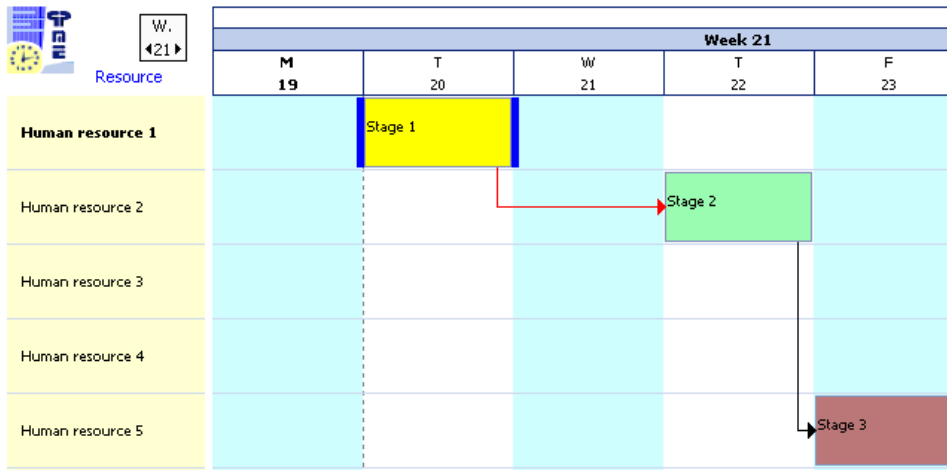 PME
W.
21
Resource
Week 21
M T W T F
19 20 21 22 23
Human resource 1
Stage 1
Human resource 2
Stage 2
Human resource 3
Human resource 4
Human resource 5
Stage 3